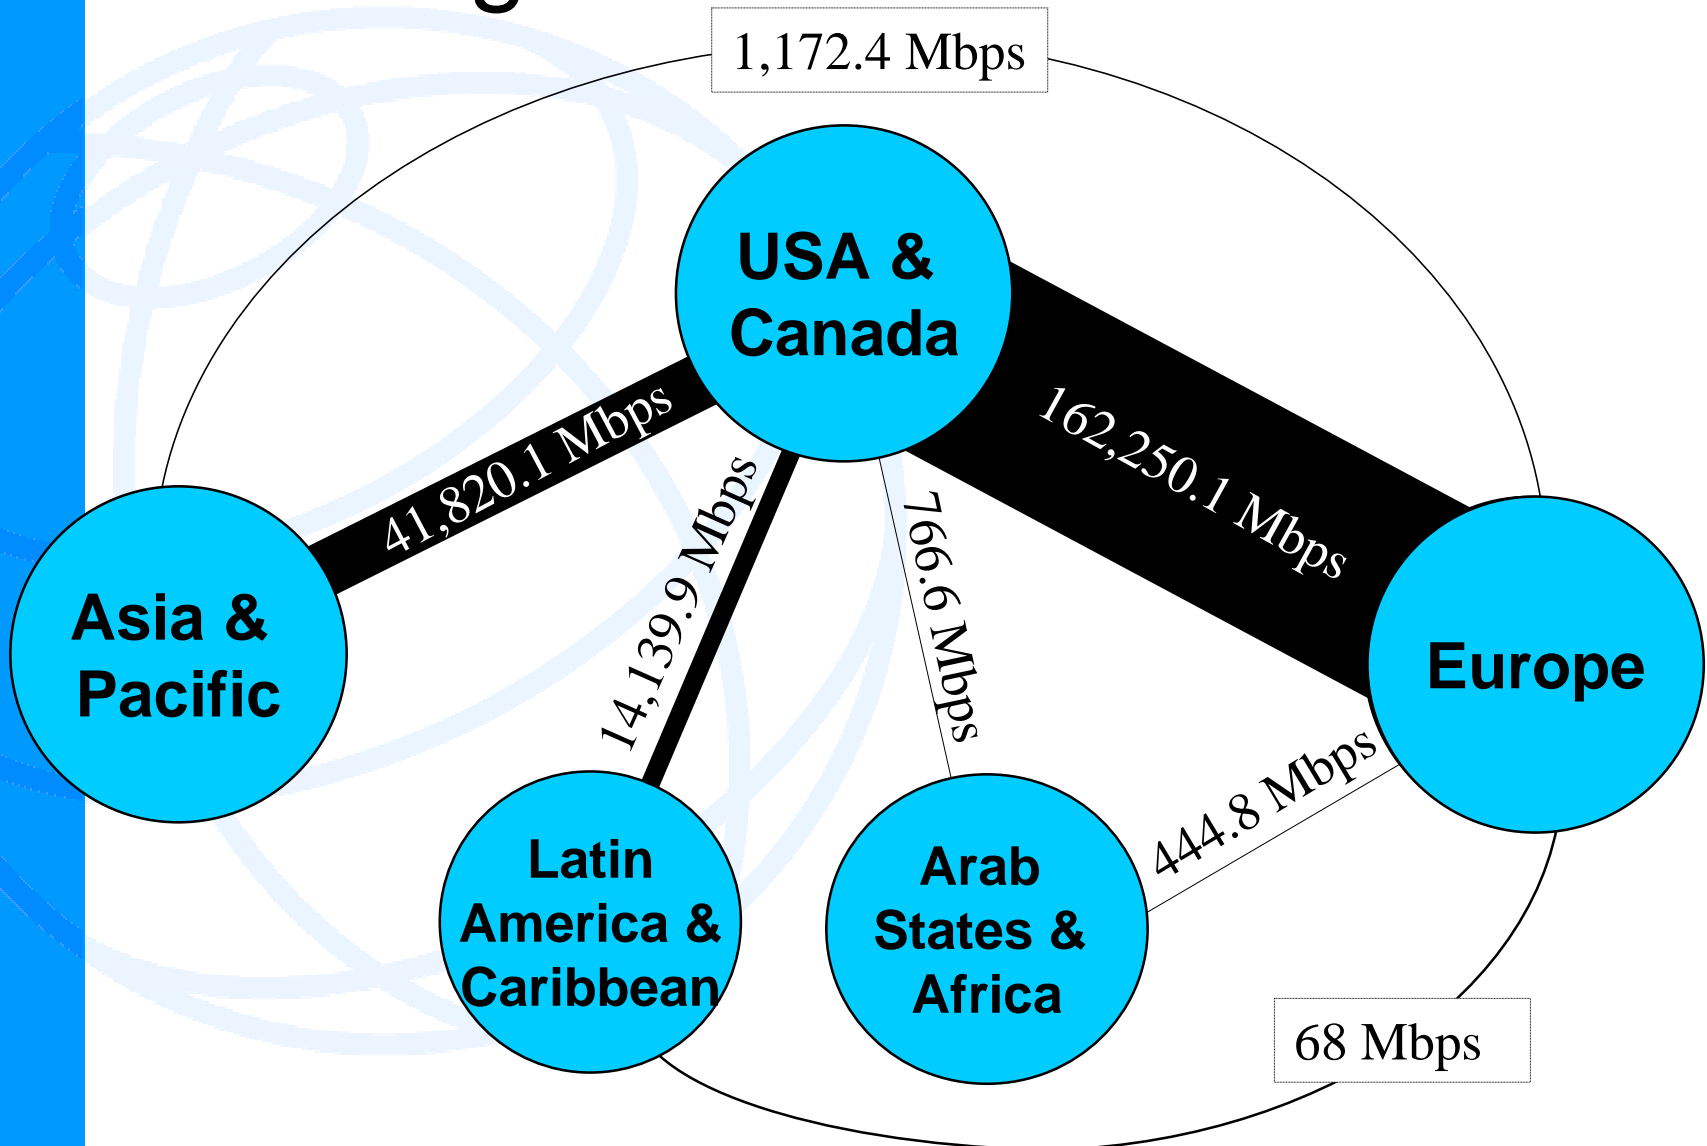 1,172.4 Mbps
USA &
Canada
41,820.1 Mbps
162,250.1 Mbps
14,139.9 Mbps
766.6 Mbps
Asia &
Pacific
Europe
444.8 Mbps
Latin
America &
Caribbean
Arab
States &
Africa
68 Mbps